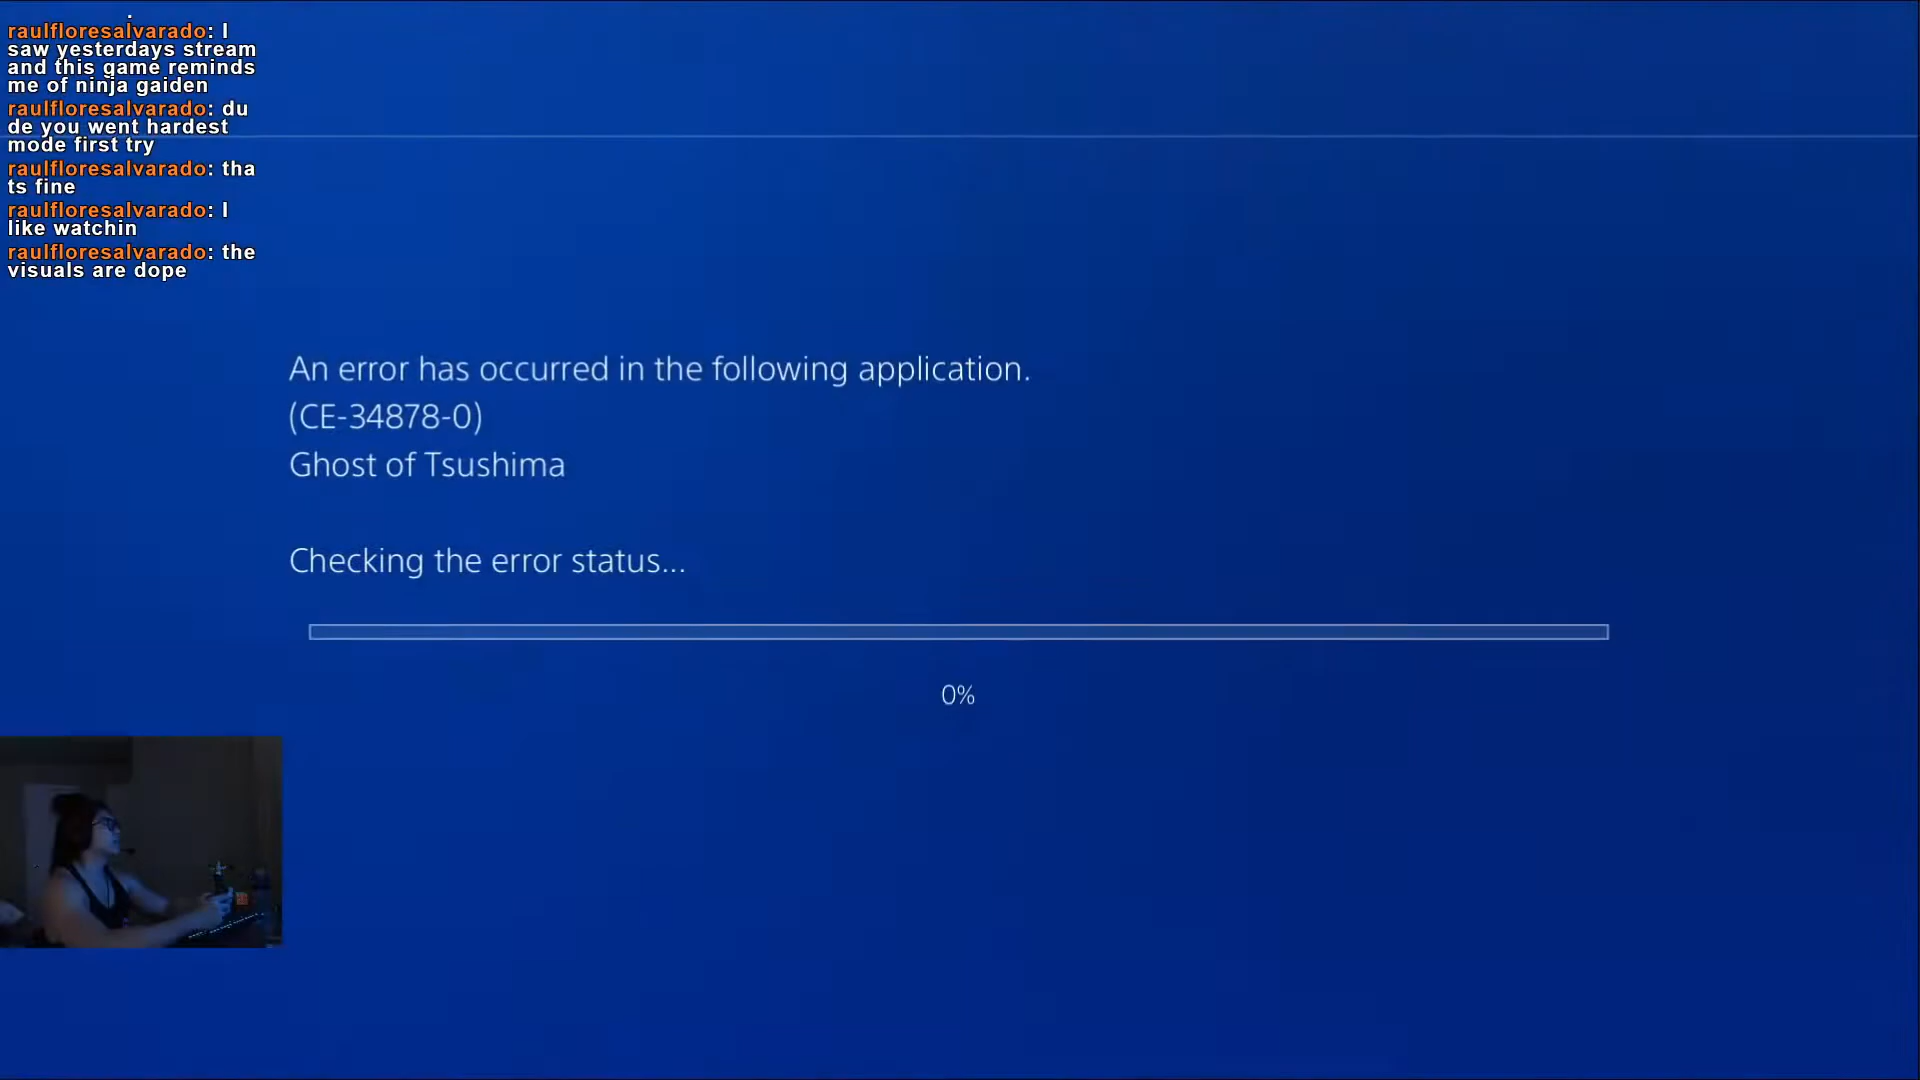 raulfloresalvarado: I
saw yesterdays stream
and this game reminds
me of ninja gaiden
raulfloresalvarado: du
de you went hardest
mode first try
raulfloresalvarado: tha
ts fine
raulfloresalvarado: I
like watchin
raulfloresalvarado: the
visuals are dope
An error has occurred in the following application.
(CE-34878-0)
Ghost of Tsushima
Checking the error status...
0%